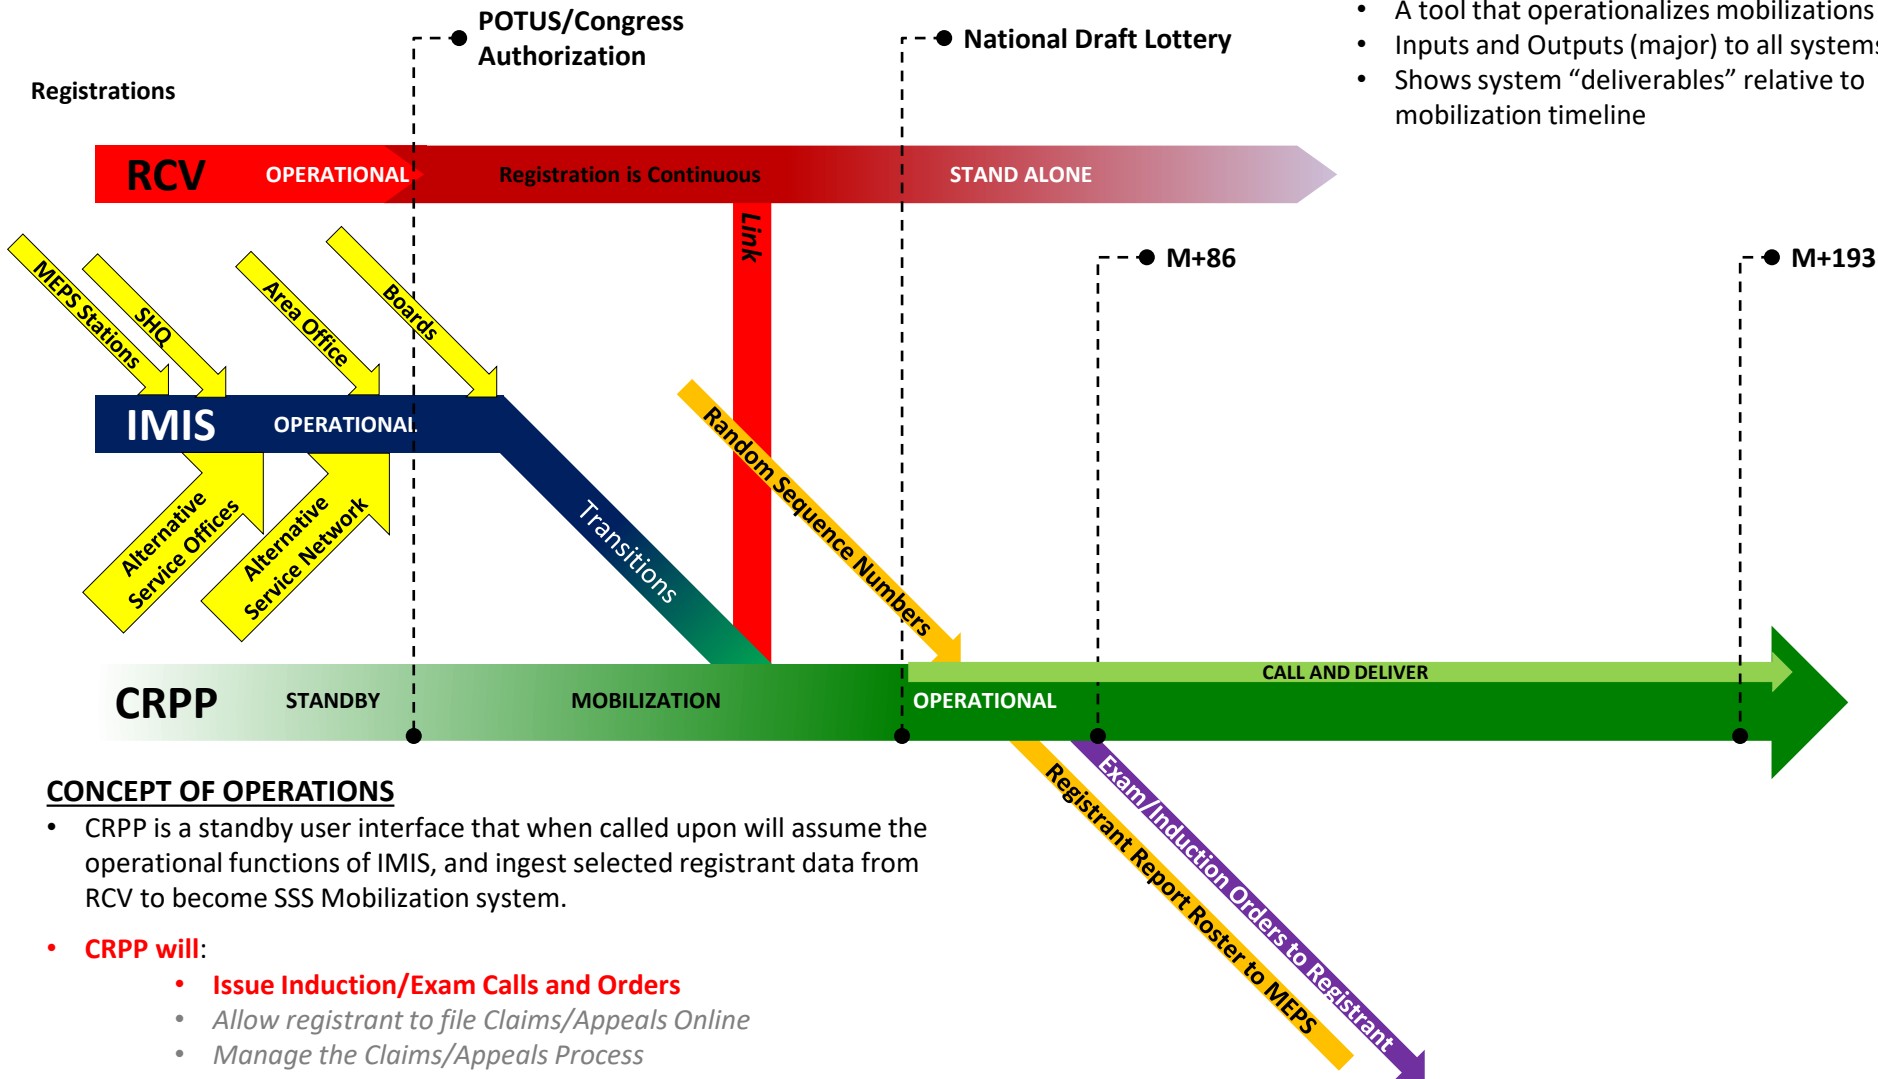 POTUS/Congress
Authorization
National Draft Lottery
• A tool that operationalizes mobilizations
• Inputs and Outputs (major) to all systems
• Shows system “deliverables” relative to
mobilization timeline
Registrations
RCV OPERATIONAL Registration is Continuous STAND ALONE
Link
M+86
M+193
MEPS Stations
SHQ
Area Office
Boards
IMIS OPERATIONAL
Alternative
Service Offices
Alternative
Service Network
Transitions
Random Sequence Numbers
CALL AND DELIVER
CRPP STANDBY MOBILIZATION OPERATIONAL
Registrant Report Roster to MEPS
Exam/Induction Orders to Registrant
CONCEPT OF OPERATIONS
• CRPP is a standby user interface that when called upon will assume the
operational functions of IMIS, and ingest selected registrant data from
RCV to become SSS Mobilization system.
• CRPP will:
• Issue Induction/Exam Calls and Orders
• Allow registrant to file Claims/Appeals Online
• Manage the Claims/Appeals Process